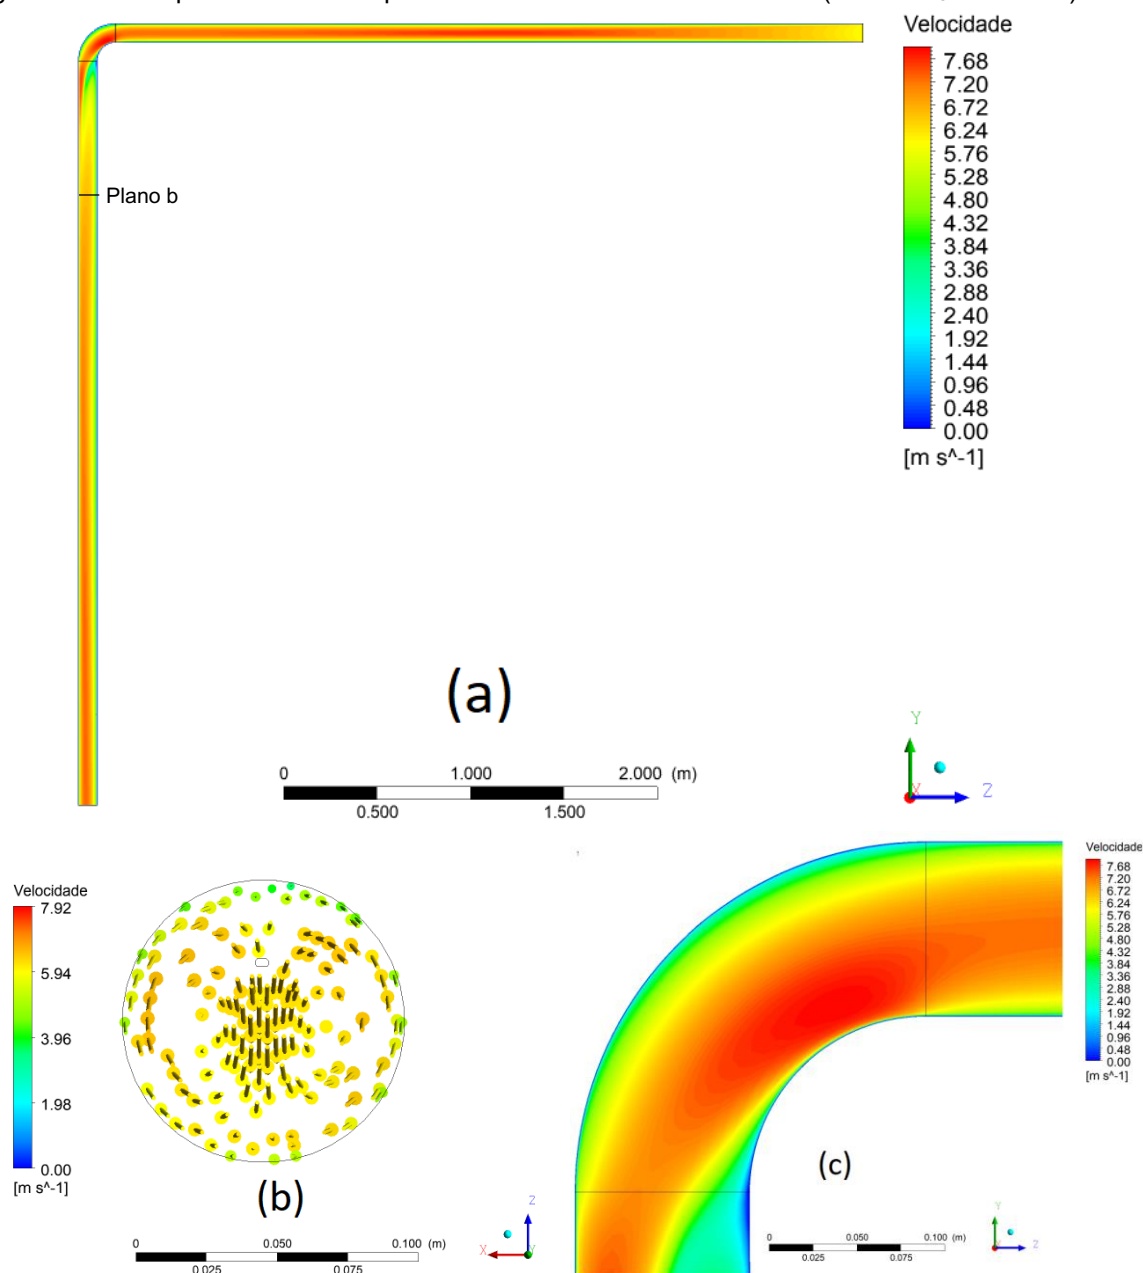 Velocidade
7.68
7.20
6.72
6.24
5.76
5.28
4.80
4.32
3.84
3.36
2.88
2.40
1.92
1.44
0.96
0.48
0.00
[m s^-1]
Plano b
(a)
0 1.000 2.000 (m)
0.500 1.500
Y
X Z
Velocidade
7.92
5.94
3.96
1.98
0.00
[m s^-1]
(b)
0 0.050 0.100 (m)
0.025 0.075
Z
X Y
Velocidade
7.68
7.20
6.72
6.24
5.76
5.28
4.80
4.32
3.84
3.36
2.88
2.40
1.92
1.44
0.96
0.48
0.00
[m s^-1]
(c)
0 0.050 0.100 (m)
0.025 0.075
Y
Z